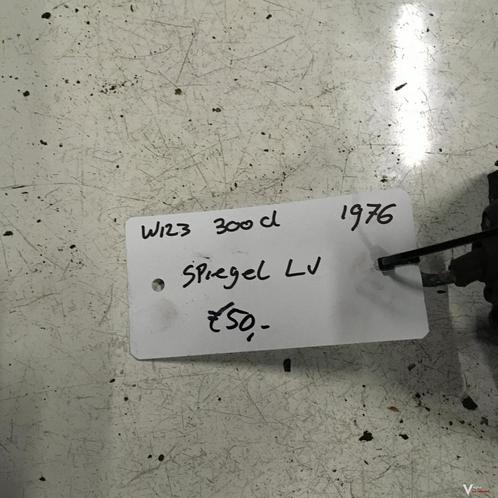 W123 300d 1976
Spiegel LV
€50,-